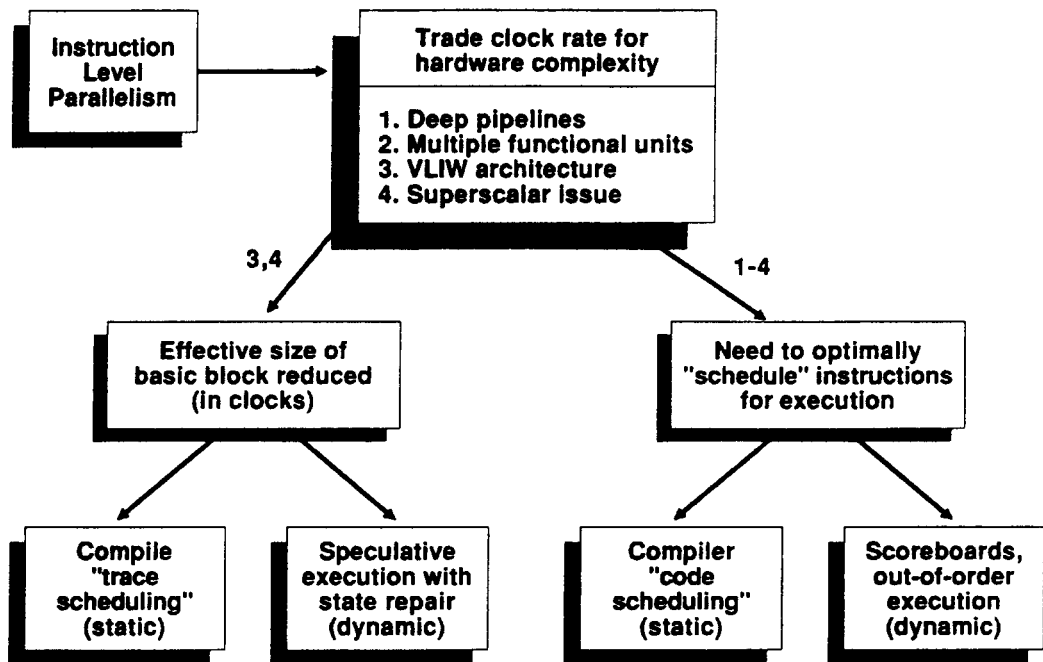 Instruction
Level
Parallelism
Trade clock rate for
hardware complexity
1. Deep pipelines
2. Multiple functional units
3. VLIW architecture
4. Superscalar issue
3,4
1-4
Effective size of
basic block reduced
(in clocks)
Need to optimally
"schedule" instructions
for execution
Compile
"trace
scheduling"
(static)
Speculative
execution with
state repair
(dynamic)
Compiler
"code
scheduling"
(static)
Scoreboards,
out-of-order
execution
(dynamic)